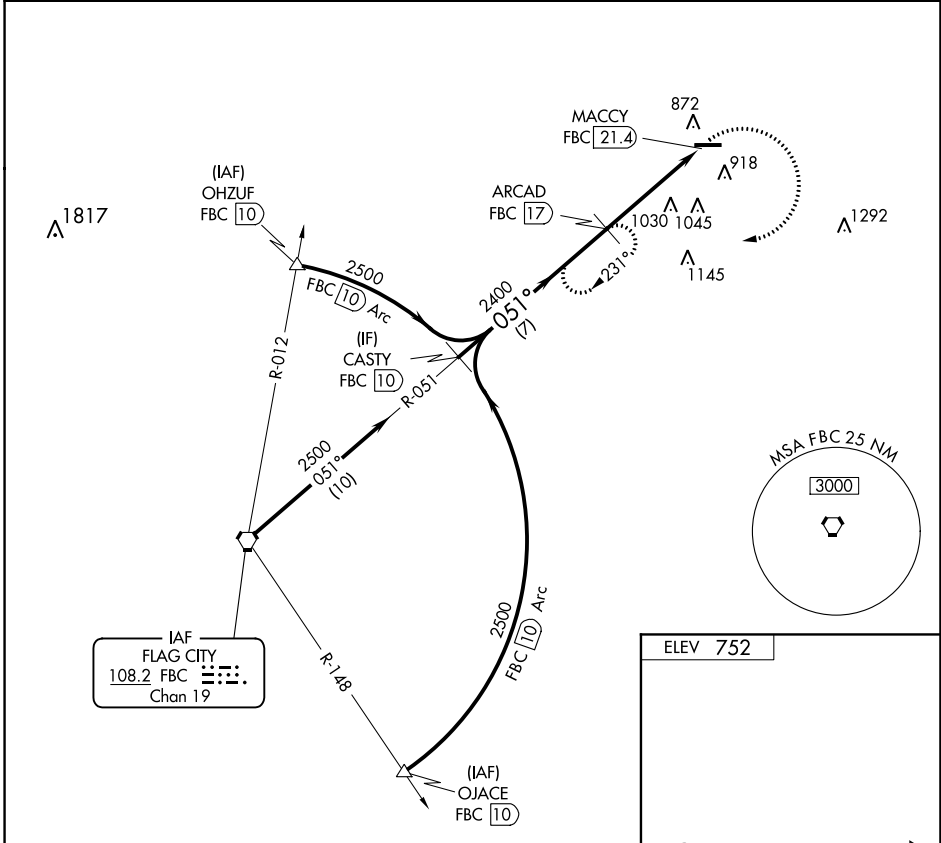 872
MACCY
FBC 21.4
918
(IAF)
OHZUF
FBC 10
ARCAD
FBC 17
1817
1030 1045
1292
231°
1145
2500
FBC 10 Arc
2400
051°
(7)
(IF)
CASTY
FBC 10
R-012
R-051
2500
051°
(10)
MSA FBC 25 NM
3000
2500
FBC 10 Arc
IAF
FLAG CITY
108.2 FBC
Chan 19
R-148
ELEV 752
(IAF)
OJACE
FBC 10